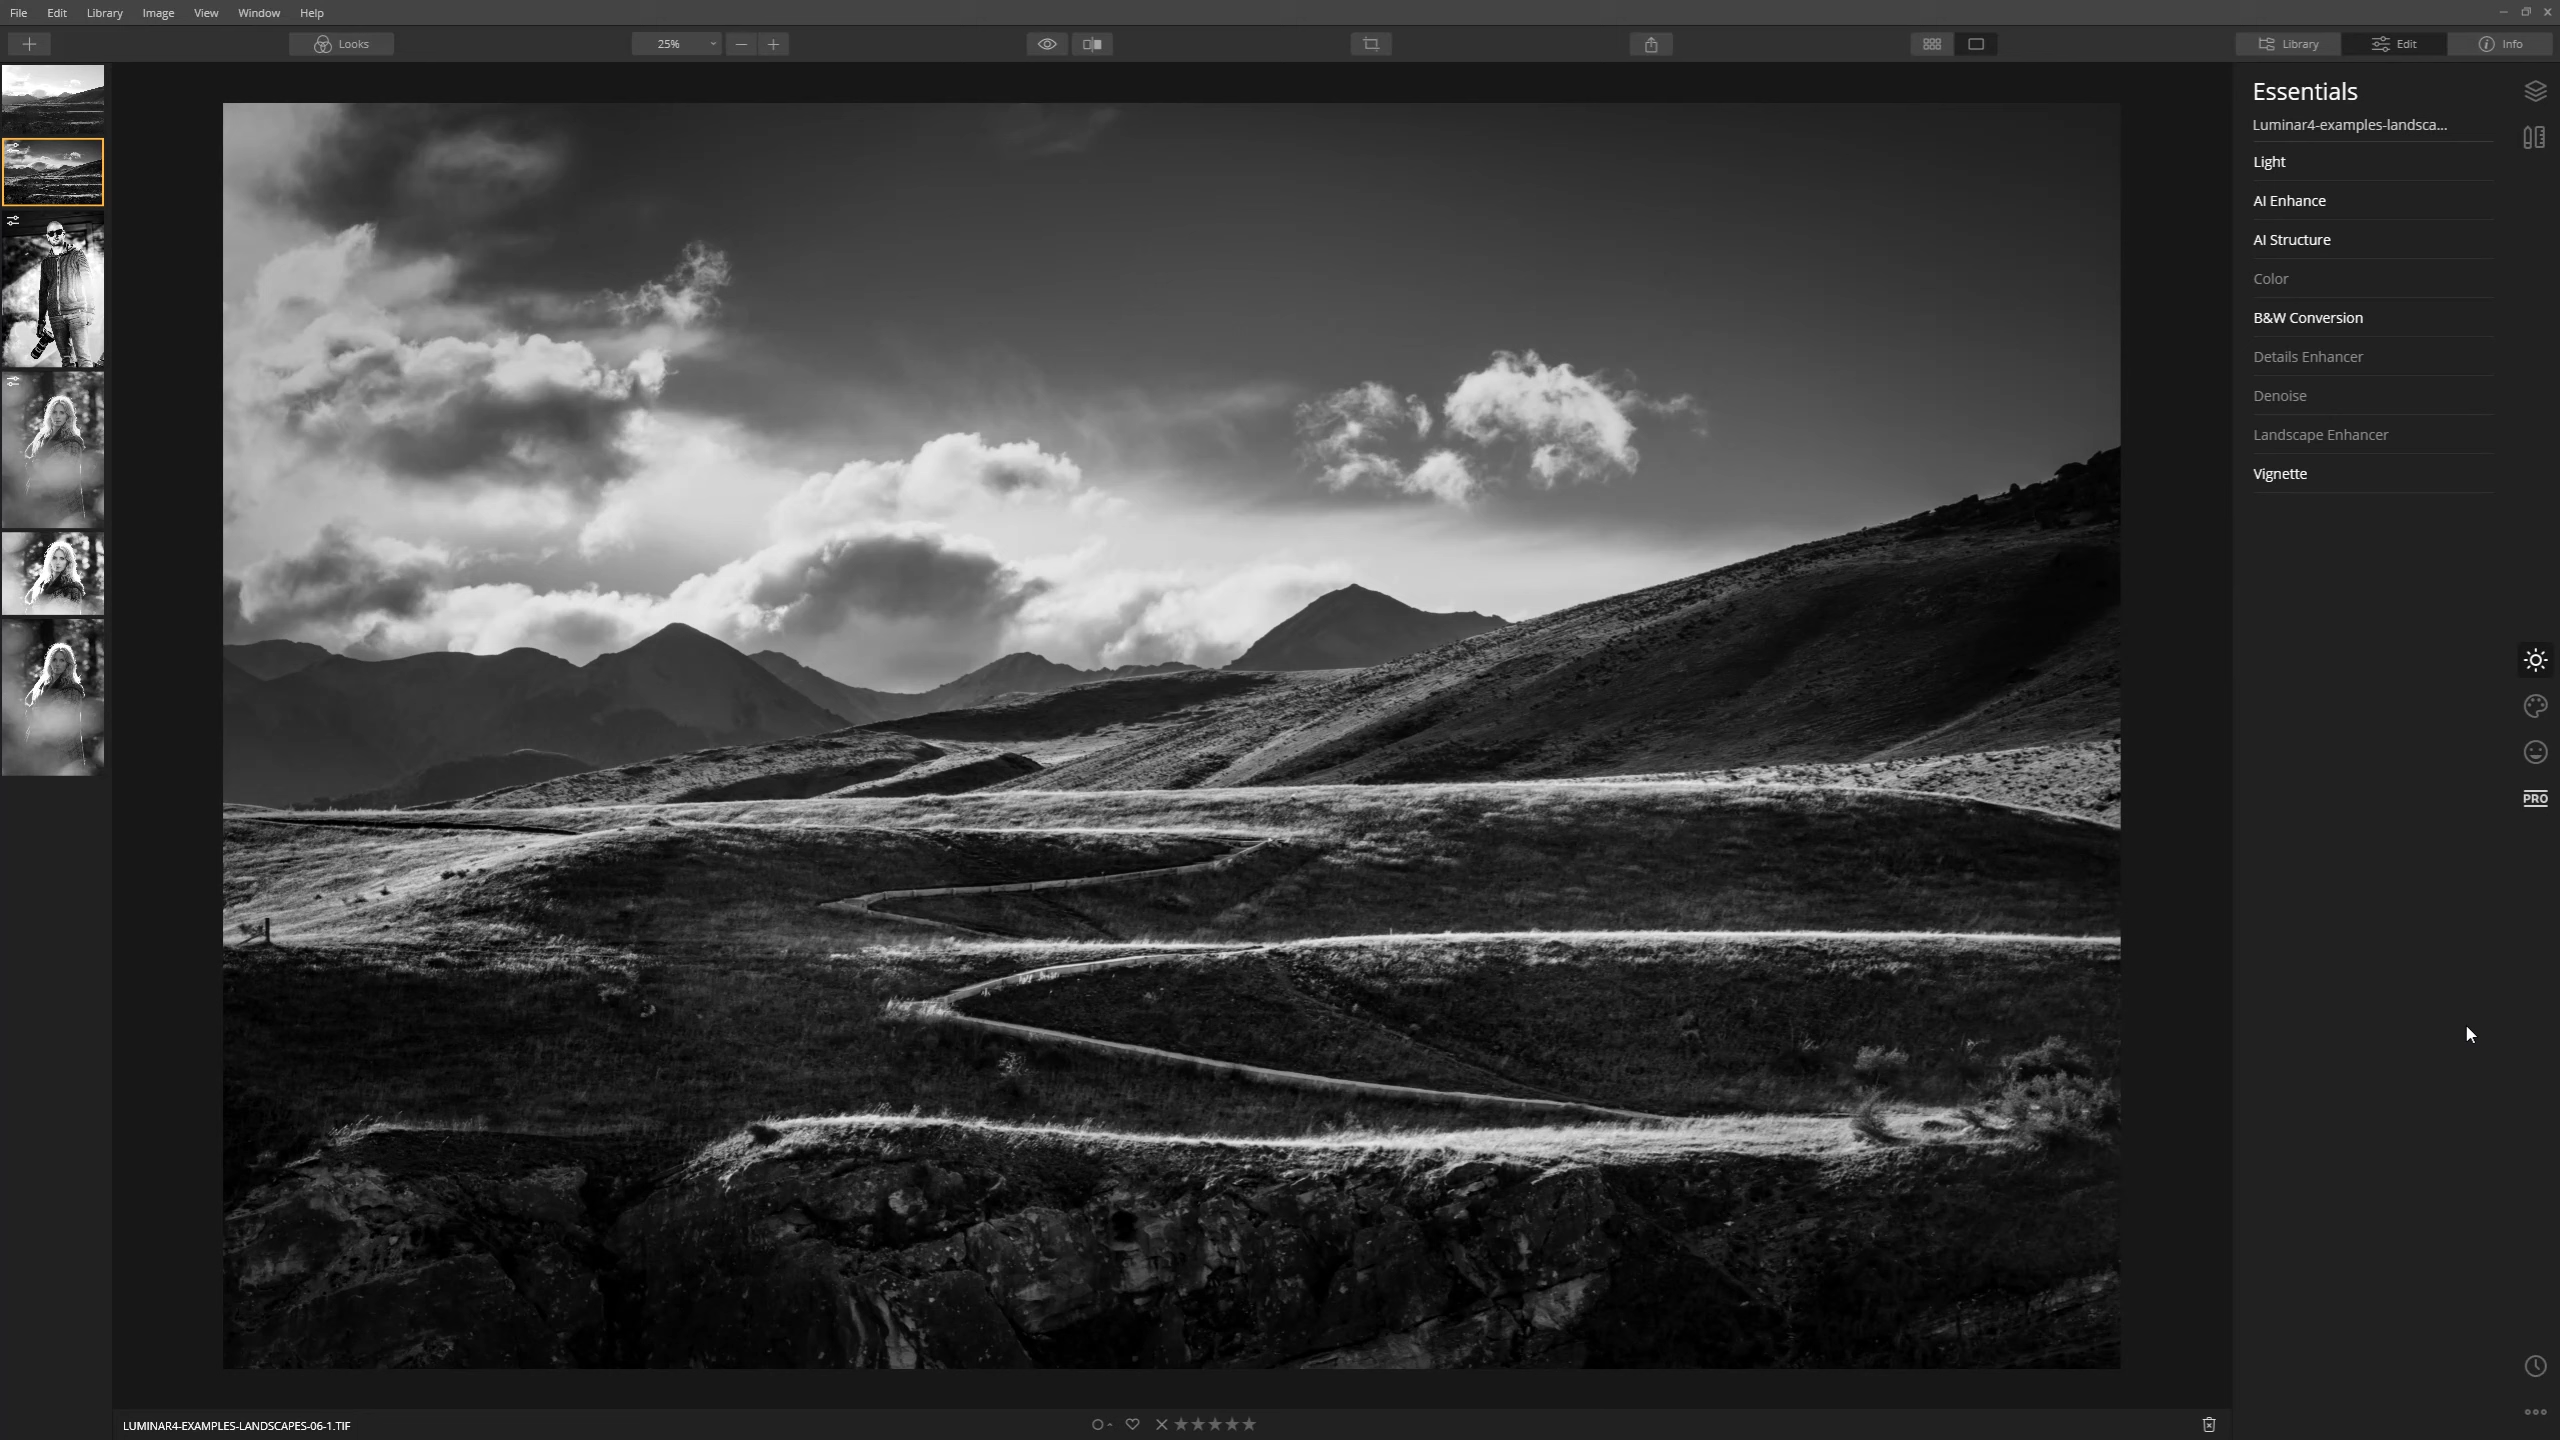 File Edit Library Image View Window Help
Looks 25% Library Edit Info
Essentials
Luminar4-examples-landsca...
Light
AI Enhance
AI Structure
Color
B&W Conversion
Details Enhancer
Denoise
Landscape Enhancer
Vignette
PRO
LUMINAR4-EXAMPLES-LANDSCAPES-06-1.TIF